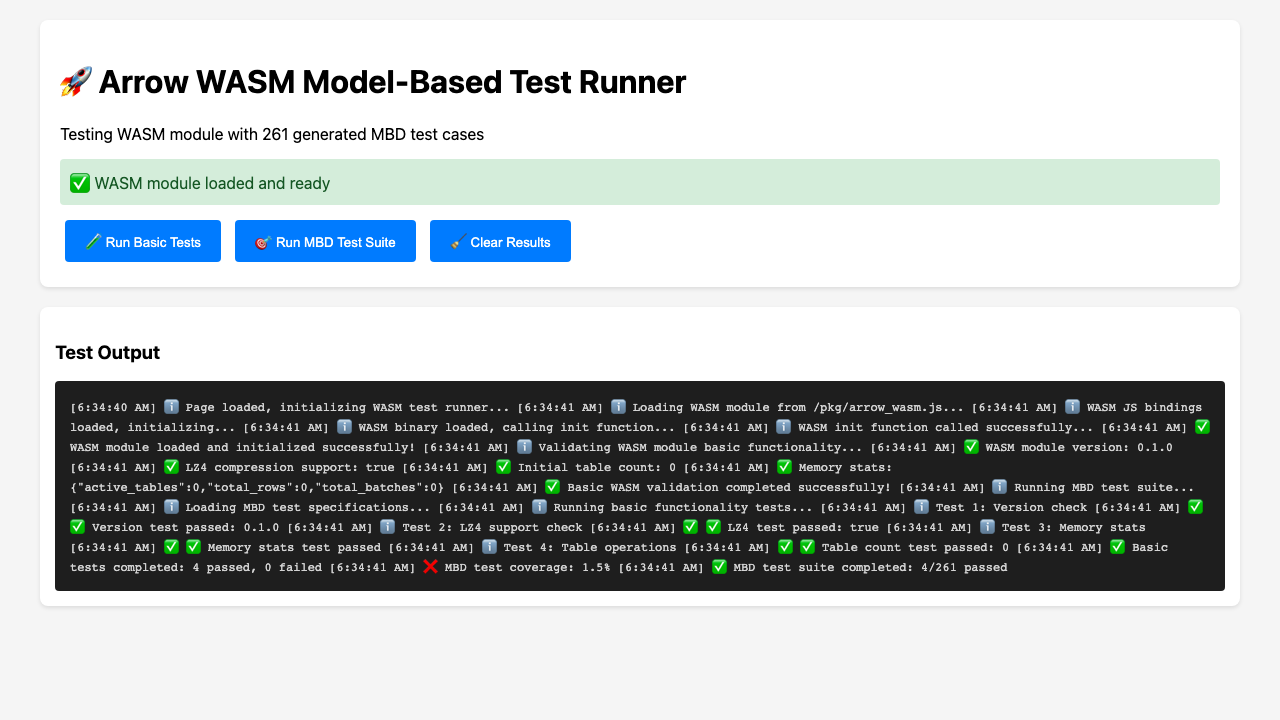 🚀 Arrow WASM Model-Based Test Runner
Testing WASM module with 261 generated MBD test cases
✅ WASM module loaded and ready
🧪 Run Basic Tests 🎯 Run MBD Test Suite 🧹 Clear Results
Test Output
[6:34:40 AM] ℹ️ Page loaded, initializing WASM test runner... [6:34:41 AM] ℹ️ Loading WASM module from /pkg/arrow_wasm.js... [6:34:41 AM] ℹ️ WASM JS bindings
loaded, initializing... [6:34:41 AM] ℹ️ WASM binary loaded, calling init function... [6:34:41 AM] ℹ️ WASM init function called successfully... [6:34:41 AM] ✅
WASM module loaded and initialized successfully! [6:34:41 AM] ℹ️ Validating WASM module basic functionality... [6:34:41 AM] ✅ WASM module version: 0.1.0
[6:34:41 AM] ✅ LZ4 compression support: true [6:34:41 AM] ✅ Initial table count: 0 [6:34:41 AM] ✅ Memory stats:
{"active_tables":0,"total_rows":0,"total_batches":0} [6:34:41 AM] ✅ Basic WASM validation completed successfully! [6:34:41 AM] ℹ️ Running MBD test suite...
[6:34:41 AM] ℹ️ Loading MBD test specifications... [6:34:41 AM] ℹ️ Running basic functionality tests... [6:34:41 AM] ℹ️ Test 1: Version check [6:34:41 AM] ✅
✅ Version test passed: 0.1.0 [6:34:41 AM] ℹ️ Test 2: LZ4 support check [6:34:41 AM] ✅ ✅ LZ4 test passed: true [6:34:41 AM] ℹ️ Test 3: Memory stats
[6:34:41 AM] ✅ ✅ Memory stats test passed [6:34:41 AM] ℹ️ Test 4: Table operations [6:34:41 AM] ✅ ✅ Table count test passed: 0 [6:34:41 AM] ✅ Basic
tests completed: 4 passed, 0 failed [6:34:41 AM] ❌ MBD test coverage: 1.5% [6:34:41 AM] ✅ MBD test suite completed: 4/261 passed